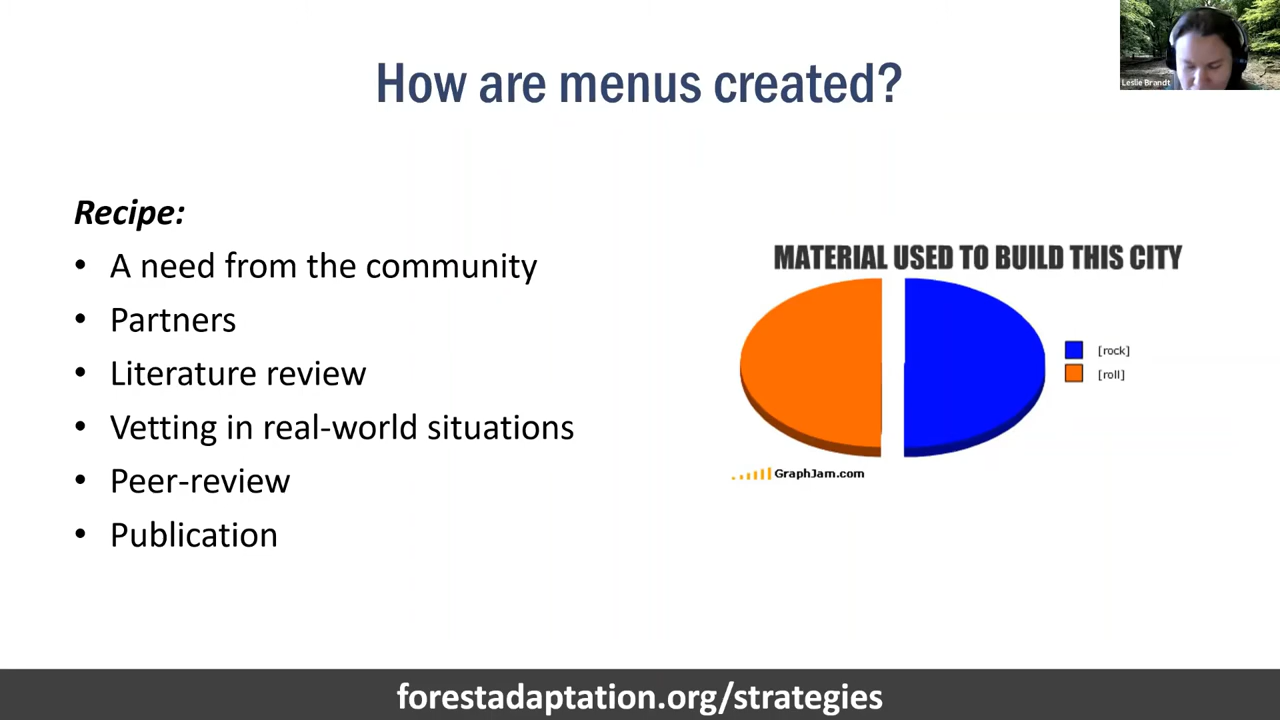 How are menus created?
Leslie Brandt
Recipe:
• A need from the community
• Partners
• Literature review
• Vetting in real-world situations
• Peer-review
• Publication
MATERIAL USED TO BUILD THIS CITY
[rock]
[roll]
GraphJam.com
forestadaptation.org/strategies